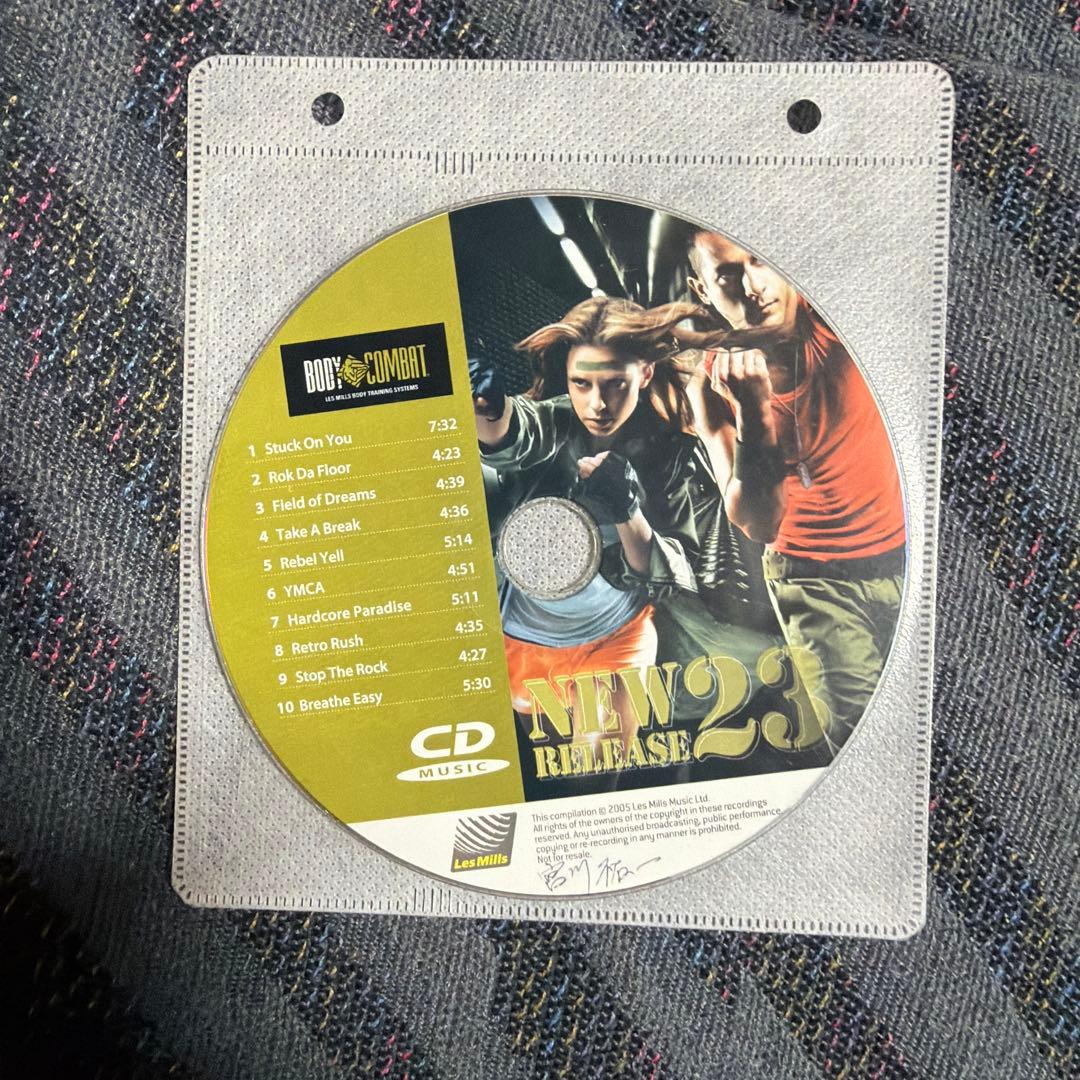 BODY COMBAT
LES MILLS BODY TRAINING SYSTEMS
1 Stuck On You 7:32
2 Rok Da Floor 4:23
3 Field of Dreams 4:39
4 Take A Break 4:36
5 Rebel Yell 5:14
6 YMCA 4:51
7 Hardcore Paradise 5:11
8 Retro Rush 4:35
9 Stop The Rock 4:27
10 Breathe Easy 5:30
CD
MUSIC
NEW
RELEASE 23
Les Mills
This compilation ℗ 2005 Les Mills Music Ltd.
All rights of the owners of the copyright in these recordings
reserved. Any unauthorised broadcasting, public performance,
copying or re-recording in any manner is prohibited.
Not for resale.
宮川 祐一